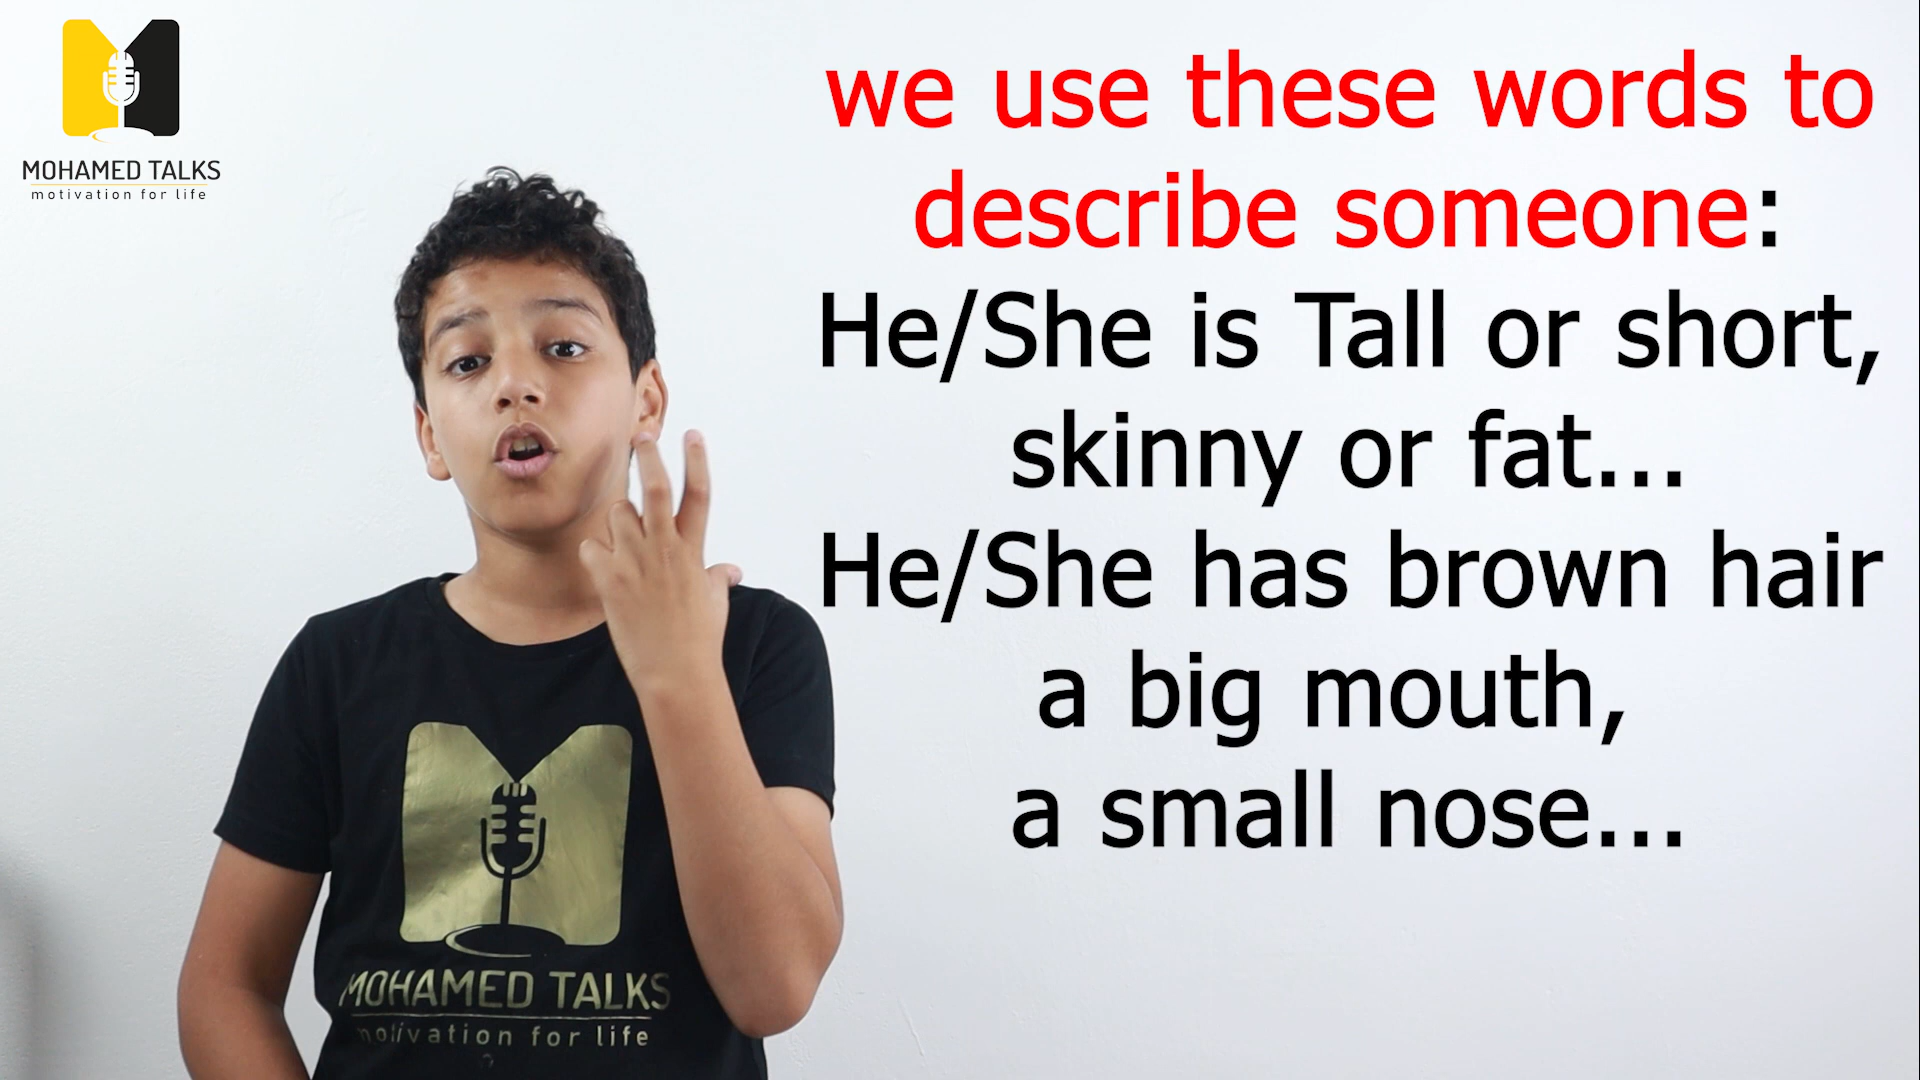 MOHAMED TALKS
motivation for life
we use these words to
describe someone:
He/She is Tall or short,
skinny or fat...
He/She has brown hair
a big mouth,
a small nose...
MOHAMED TALKS
motivation for life